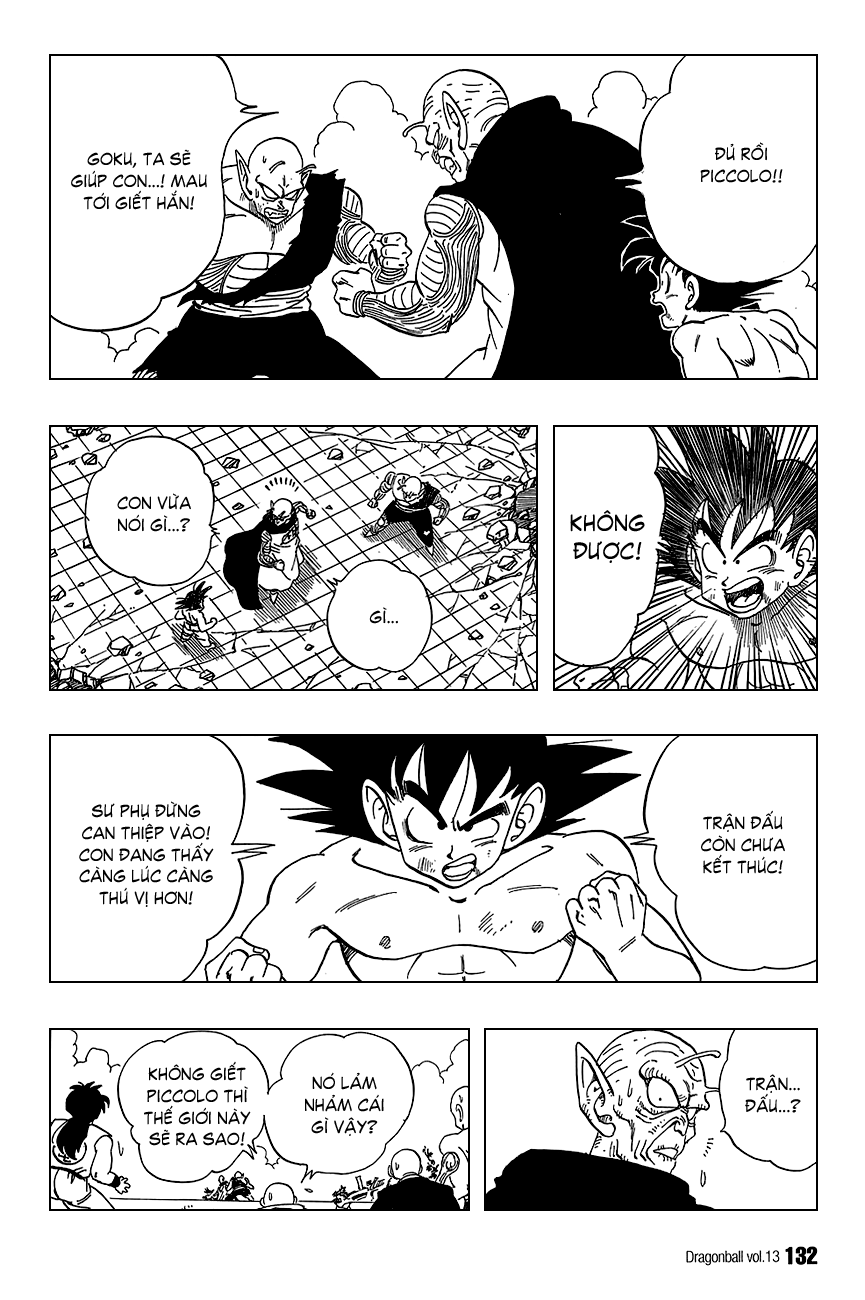 ĐỦ RỒI
PICCOLO!!
GOKU, TA SẼ
GIÚP CON...! MAU
TỚI GIẾT HẮN!
KHÔNG
ĐƯỢC!
CON VỪA
NÓI GÌ...?
GÌ...
TRẬN ĐẤU
CÒN CHƯA
KẾT THÚC!
SƯ PHỤ ĐỪNG
CAN THIỆP VÀO!
CON ĐANG THẤY
CÀNG LÚC CÀNG
THÚ VỊ HƠN!
TRẬN...
ĐẤU...?
NÓ LẢM
NHẢM CÁI
GÌ VẬY?
KHÔNG GIẾT
PICCOLO THÌ
THẾ GIỚI NÀY
SẼ RA SAO!
Dragonball vol.13 132